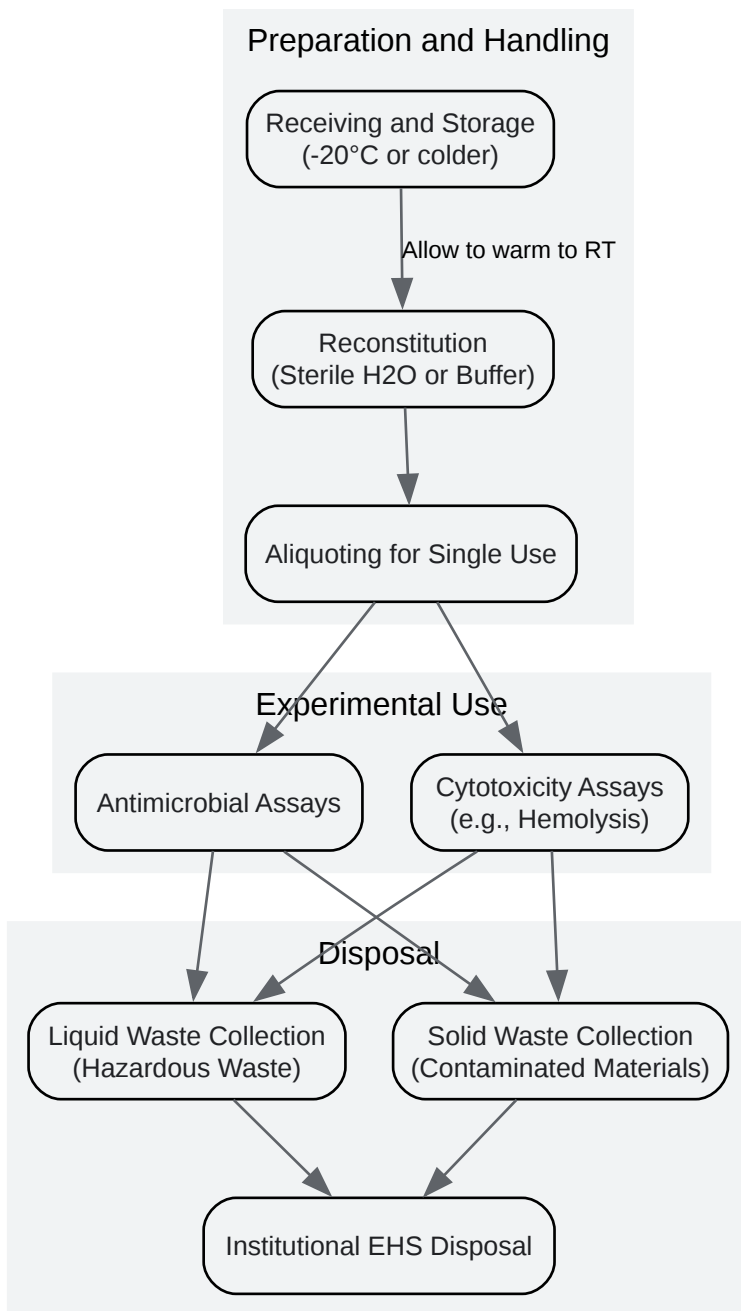 Preparation and Handling
Receiving and Storage
(-20°C or colder)
Allow to warm to RT
Reconstitution
(Sterile H2O or Buffer)
Aliquoting for Single Use
Experimental Use
Antimicrobial Assays
Cytotoxicity Assays
(e.g., Hemolysis)
Disposal
Liquid Waste Collection
(Hazardous Waste)
Solid Waste Collection
(Contaminated Materials)
Institutional EHS Disposal